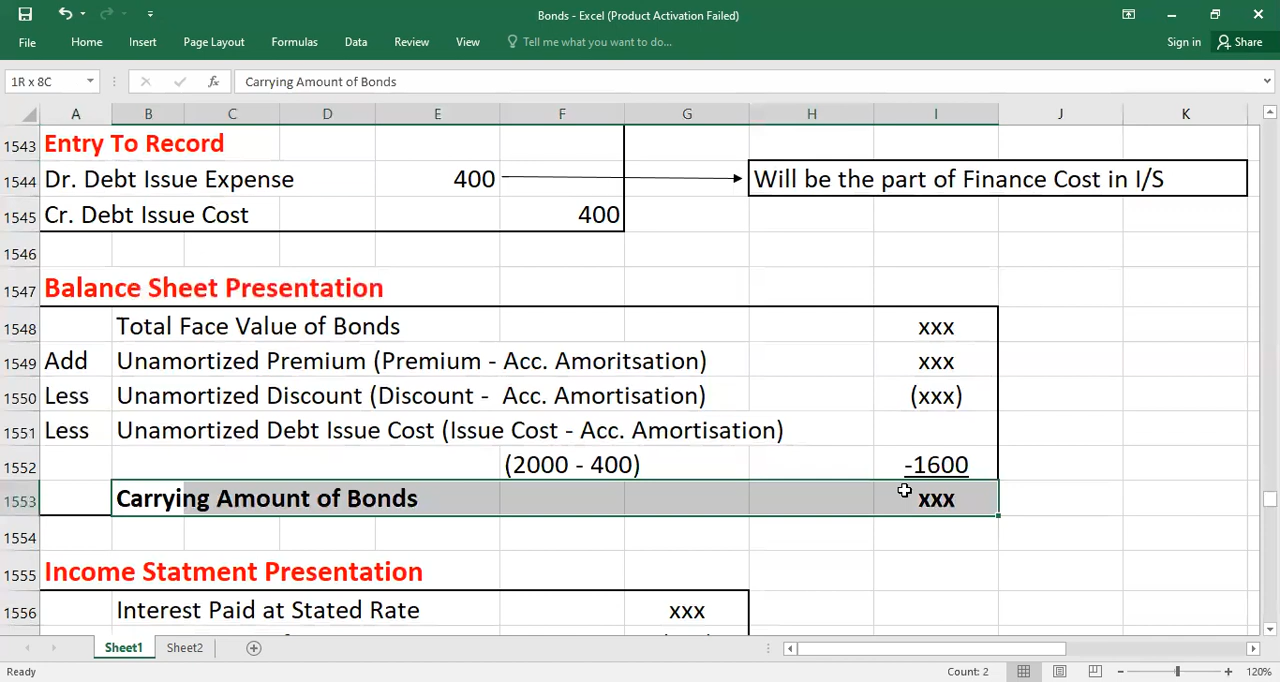 Bonds - Excel (Product Activation Failed)
File Home Insert Page Layout Formulas Data Review View Tell me what you want to do... Sign in Share
1R x 8C fx Carrying Amount of Bonds
A B C D E F G H I J K
1543 Entry To Record
1544 Dr. Debt Issue Expense 400 Will be the part of Finance Cost in I/S
1545 Cr. Debt Issue Cost 400
1546
1547 Balance Sheet Presentation
1548 Total Face Value of Bonds xxx
1549 Add Unamortized Premium (Premium - Acc. Amoritsation) xxx
1550 Less Unamortized Discount (Discount - Acc. Amortisation) (xxx)
1551 Less Unamortized Debt Issue Cost (Issue Cost - Acc. Amortisation)
1552 (2000 - 400) -1600
1553 Carrying Amount of Bonds xxx
1554
1555 Income Statment Presentation
1556 Interest Paid at Stated Rate xxx
Sheet1 Sheet2
Ready Count: 2 120%